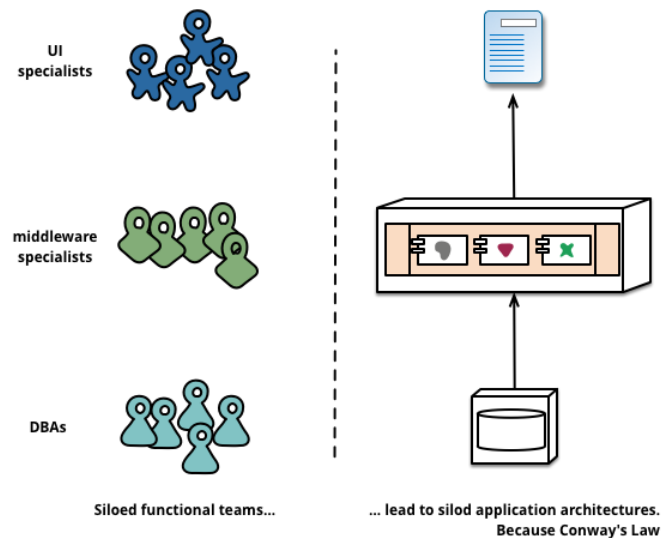 UI
specialists
middleware
specialists
DBAs
Siloed functional teams...
... lead to silod application architectures.
Because Conway's Law